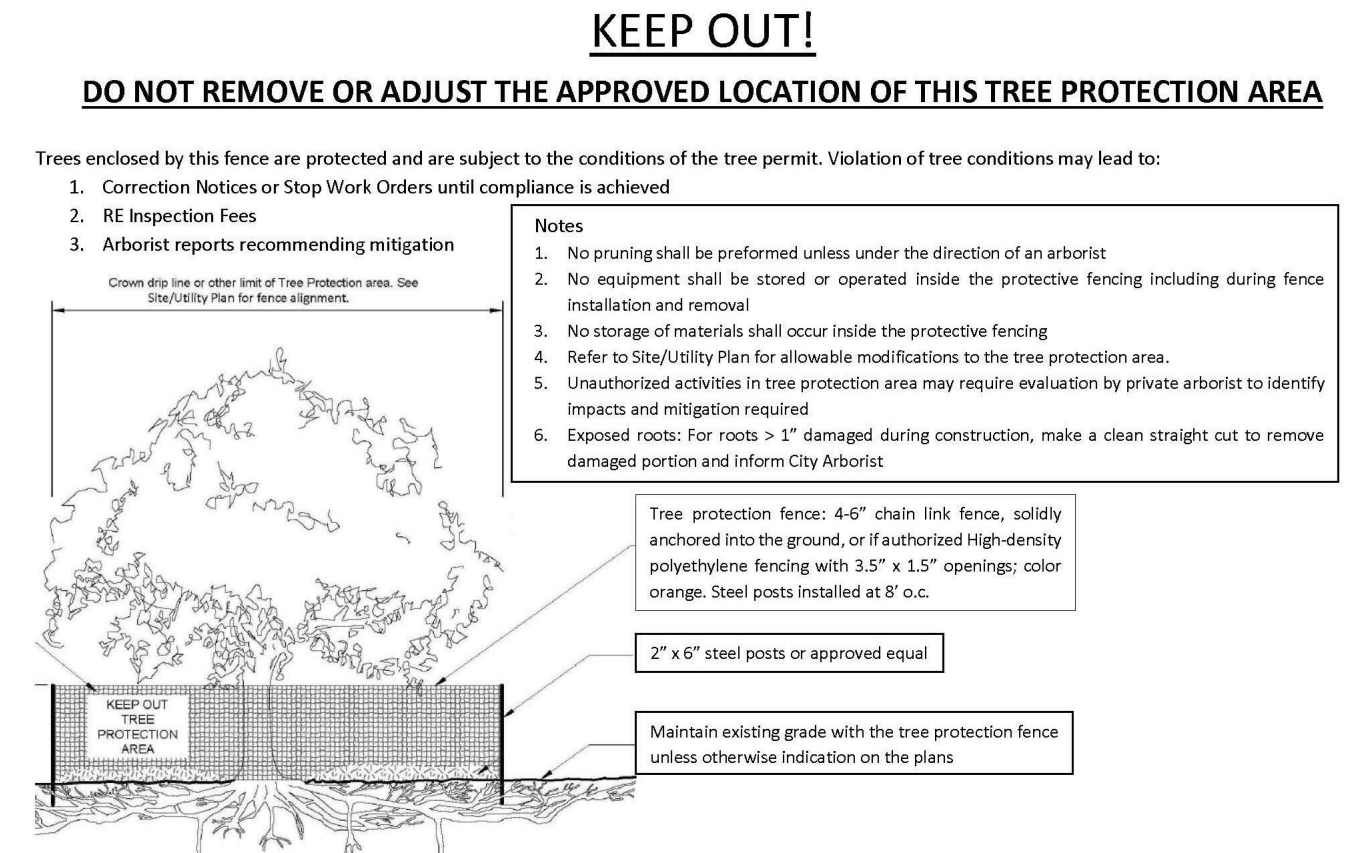 KEEP OUT!
DO NOT REMOVE OR ADJUST THE APPROVED LOCATION OF THIS TREE PROTECTION AREA
Trees enclosed by this fence are protected and are subject to the conditions of the tree permit. Violation of tree conditions may lead to:
1. Correction Notices or Stop Work Orders until compliance is achieved
2. RE Inspection Fees
3. Arborist reports recommending mitigation
Notes
1. No pruning shall be preformed unless under the direction of an arborist
2. No equipment shall be stored or operated inside the protective fencing including during fence
installation and removal
3. No storage of materials shall occur inside the protective fencing
4. Refer to Site/Utility Plan for allowable modifications to the tree protection area.
5. Unauthorized activities in tree protection area may require evaluation by private arborist to identify
impacts and mitigation required
6. Exposed roots: For roots > 1” damaged during construction, make a clean straight cut to remove
damaged portion and inform City Arborist
Crown drip line or other limit of Tree Protection area. See
Site/Utility Plan for fence alignment.
Tree protection fence: 4-6” chain link fence, solidly
anchored into the ground, or if authorized High-density
polyethylene fencing with 3.5” x 1.5” openings; color
orange. Steel posts installed at 8’ o.c.
2” x 6” steel posts or approved equal
KEEP OUT
TREE
PROTECTION
AREA
Maintain existing grade with the tree protection fence
unless otherwise indication on the plans